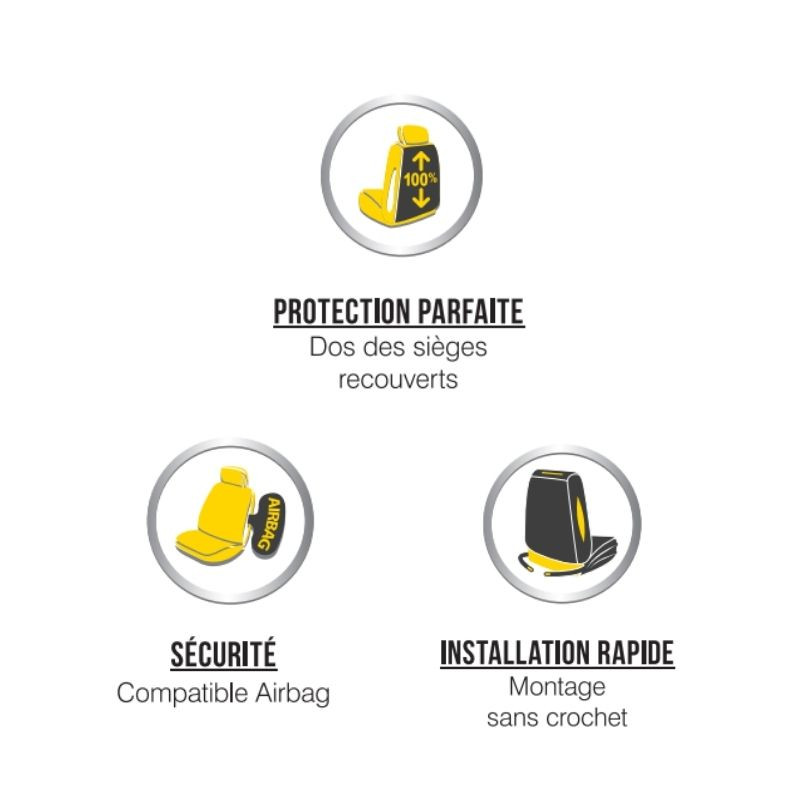 100%
PROTECTION PARFAITE
Dos des sièges
recouverts
AIRBAG
SÉCURITÉ
Compatible Airbag
INSTALLATION RAPIDE
Montage
sans crochet